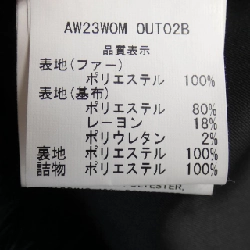 AW23WOM OUT02B
品質表示
表地(ファー)
ポリエステル 100%
表地(基布)
ポリエステル 80%
レーヨン 18%
ポリウレタン 2%
裏地 ポリエステル 100%
詰物 ポリエステル 100%